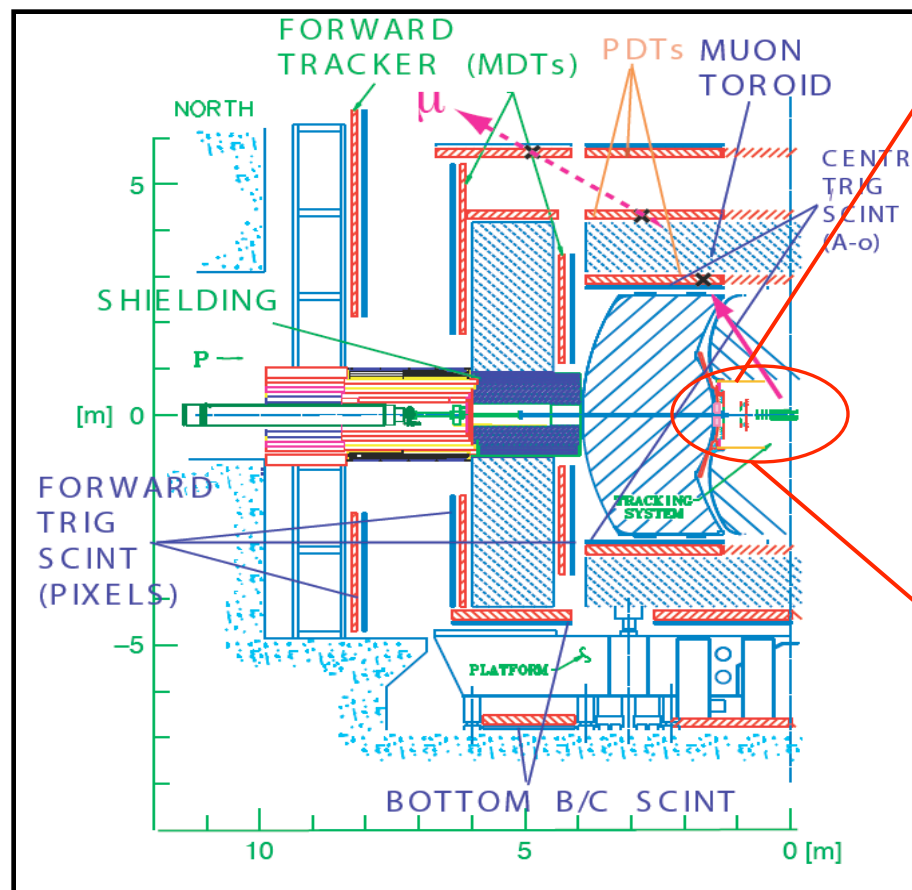 FORWARD
TRACKER (MDTs)
PDTs
MUON
TOROID
NORTH
μ
CENTR
TRIG
SCINT
(A-o)
5
SHIELDING
P
[m] 0
FORWARD
TRIG
SCINT
(PIXELS)
TRACKING
SYSTEM
-5
PLATFORM
BOTTOM B/C SCINT
10
5
0 [m]